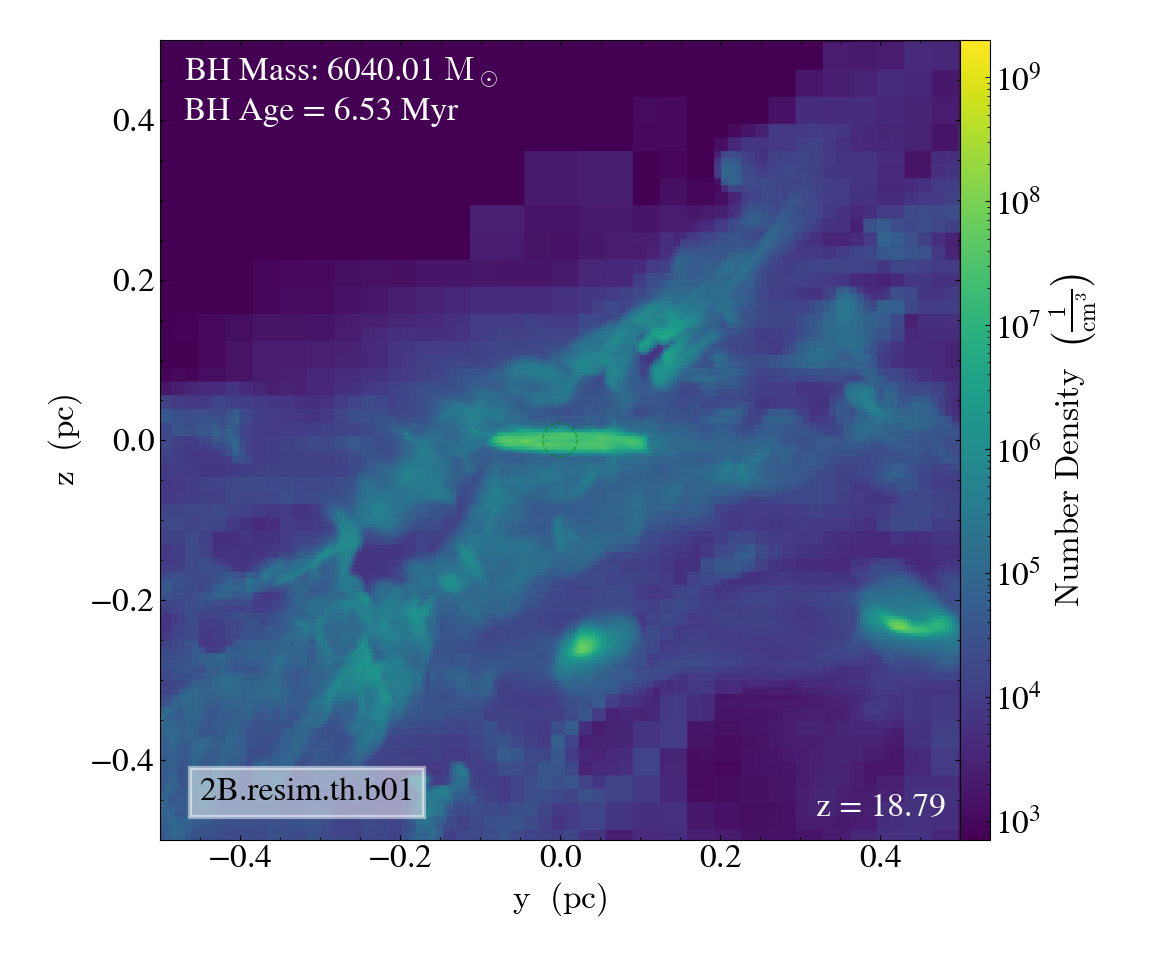 BH Mass: 6040.01 M⊙
BH Age = 6.53 Myr
0.4
0.2
0.0
−0.2
−0.4
z (pc)
2B.resim.th.b01
z = 18.79
−0.4 −0.2 0.0 0.2 0.4
y (pc)
10⁹
10⁸
10⁷
10⁶
10⁵
10⁴
10³
Number Density (1/cm³)